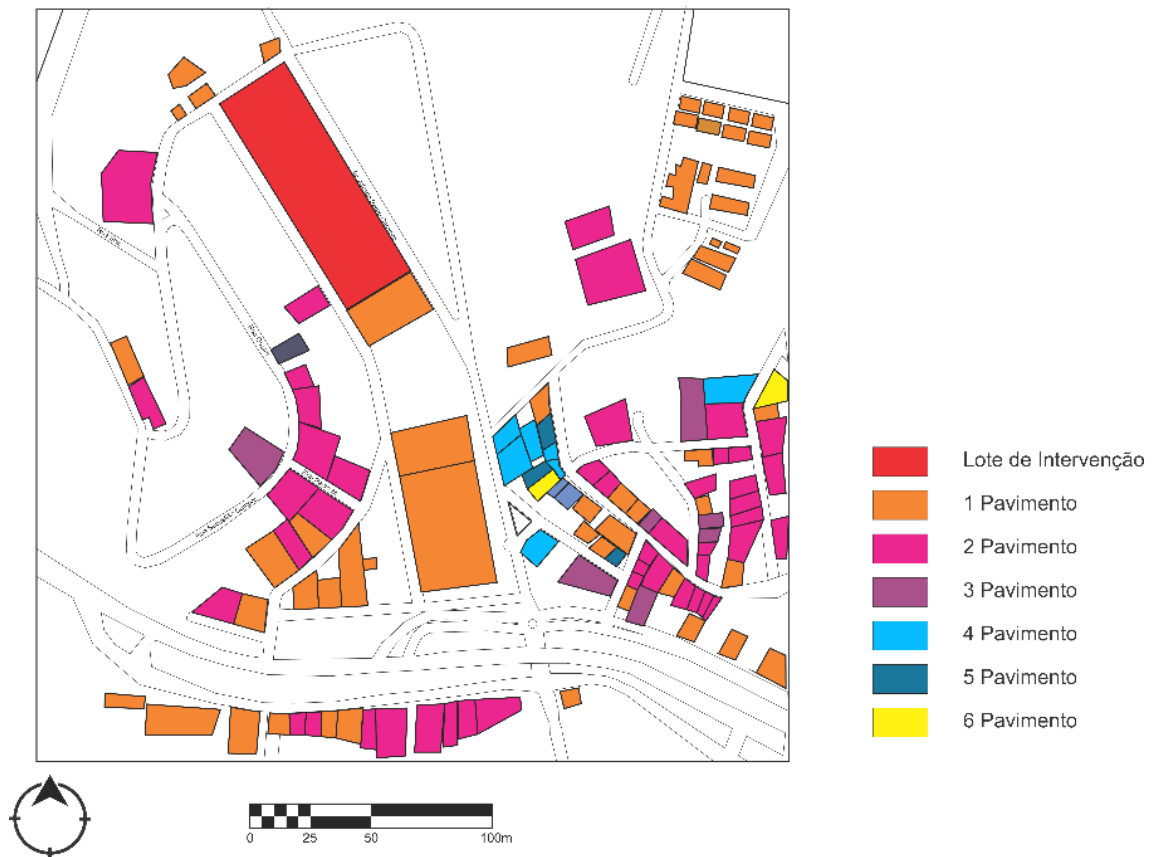 Lote de Intervenção
1 Pavimento
2 Pavimento
3 Pavimento
4 Pavimento
5 Pavimento
6 Pavimento
0 25 50 100m